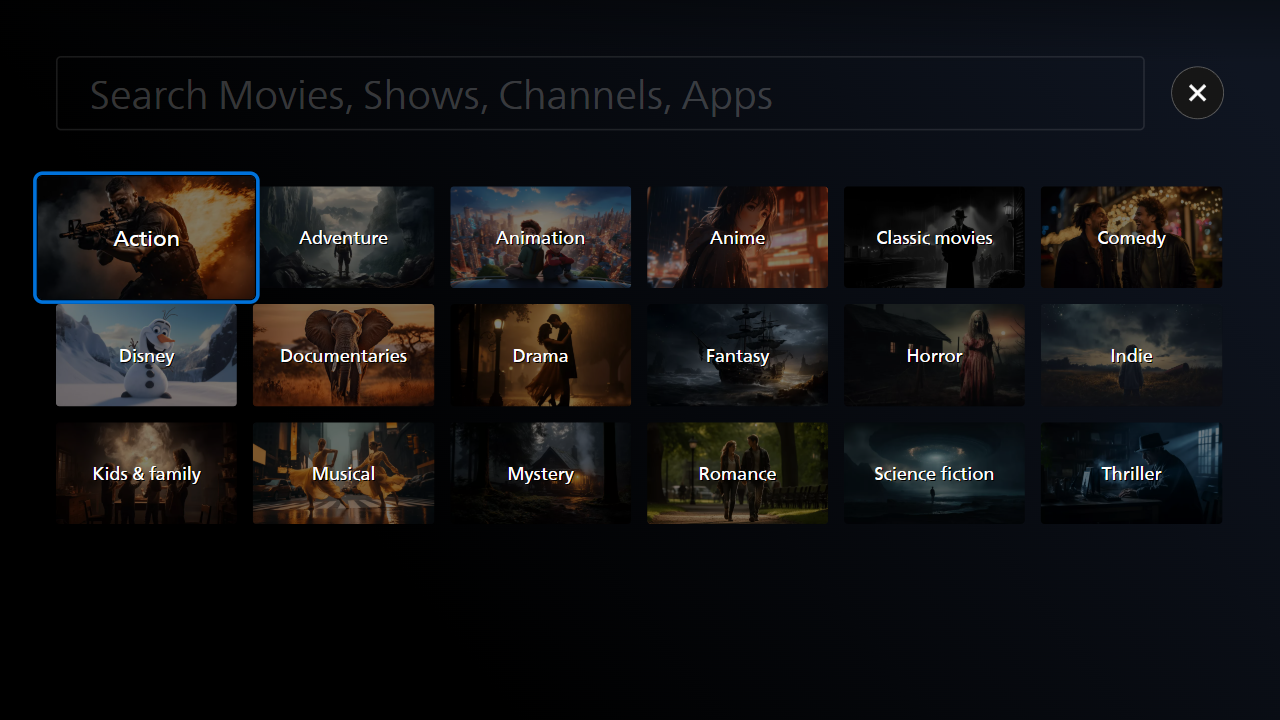 Search Movies, Shows, Channels, Apps
Action
Adventure
Animation
Anime
Classic movies
Comedy
Disney
Documentaries
Drama
Fantasy
Horror
Indie
Kids & family
Musical
Mystery
Romance
Science fiction
Thriller